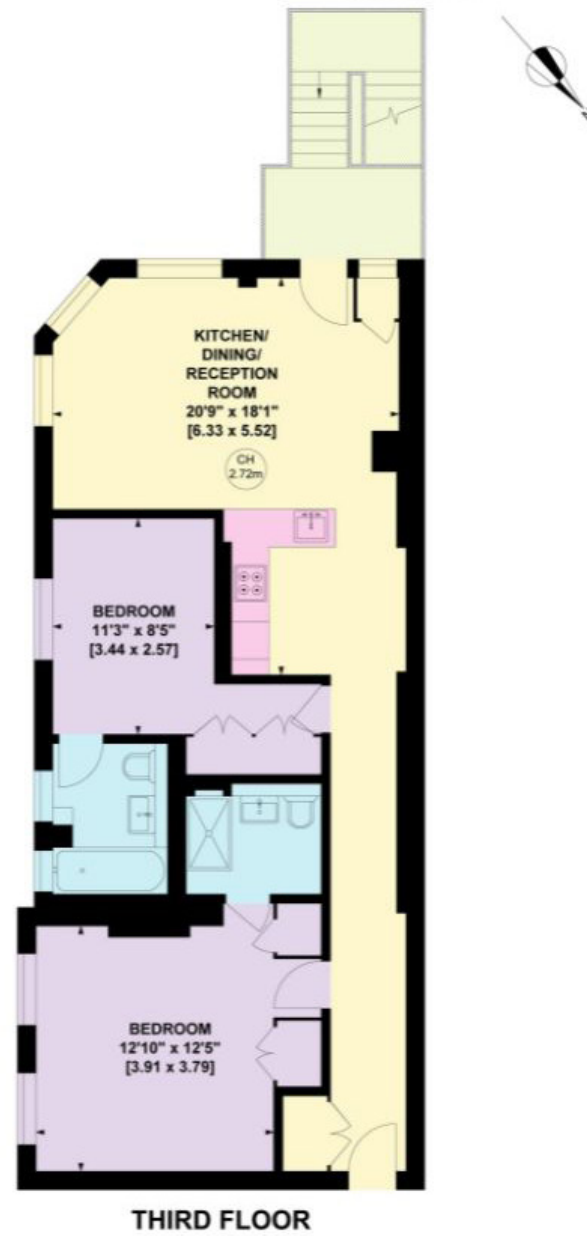 KITCHEN/
DINING/
RECEPTION
ROOM
20'9" x 18'1"
[6.33 x 5.52]
CH
2.72m
BEDROOM
11'3" x 8'5"
[3.44 x 2.57]
BEDROOM
12'10" x 12'5"
[3.91 x 3.79]
THIRD FLOOR